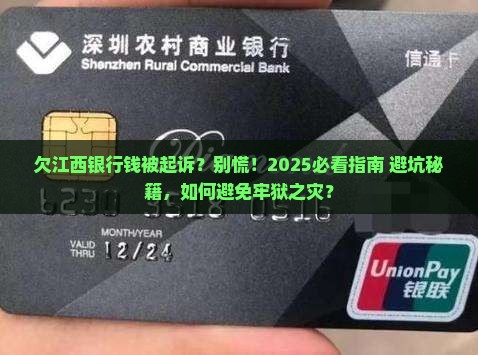 深圳农村商业银行
Shenzhen Rural Commercial Bank
信通卡
欠江西银行钱被起诉？别慌！2025必看指南 避坑秘
籍，如何避免牢狱之灾？
MONTH/YEAR
VALID
THRU 12/24
UnionPay
银联